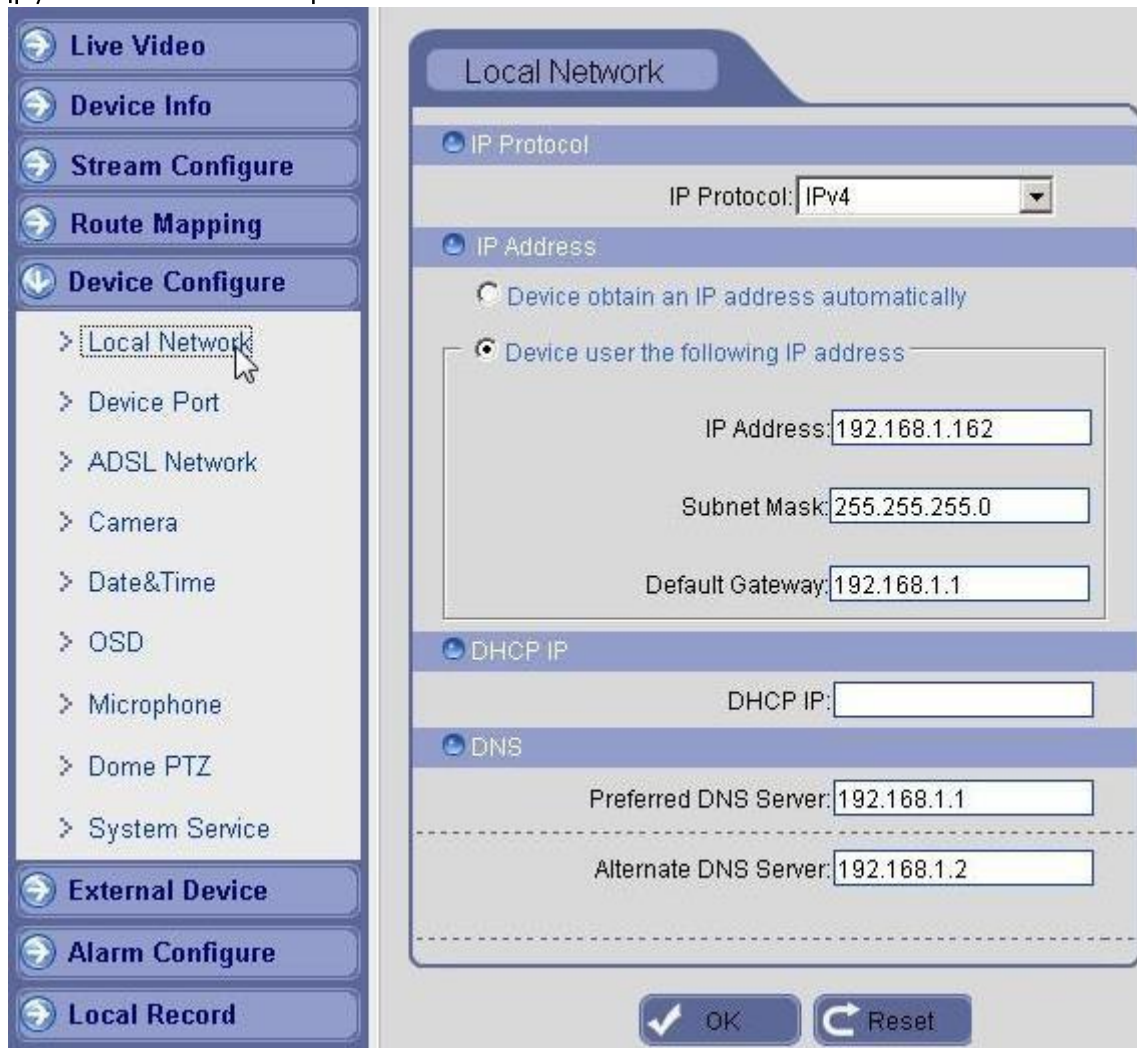 Live Video
Device Info
Stream Configure
Route Mapping
Device Configure
> Local Network
> Device Port
> ADSL Network
> Camera
> Date&Time
> OSD
> Microphone
> Dome PTZ
> System Service
External Device
Alarm Configure
Local Record
Local Network
IP Protocol
IP Protocol: IPv4
IP Address
Device obtain an IP address automatically
Device user the following IP address
IP Address: 192.168.1.162
Subnet Mask: 255.255.255.0
Default Gateway: 192.168.1.1
DHCP IP
DHCP IP:
DNS
Preferred DNS Server: 192.168.1.1
Alternate DNS Server: 192.168.1.2
OK
Reset